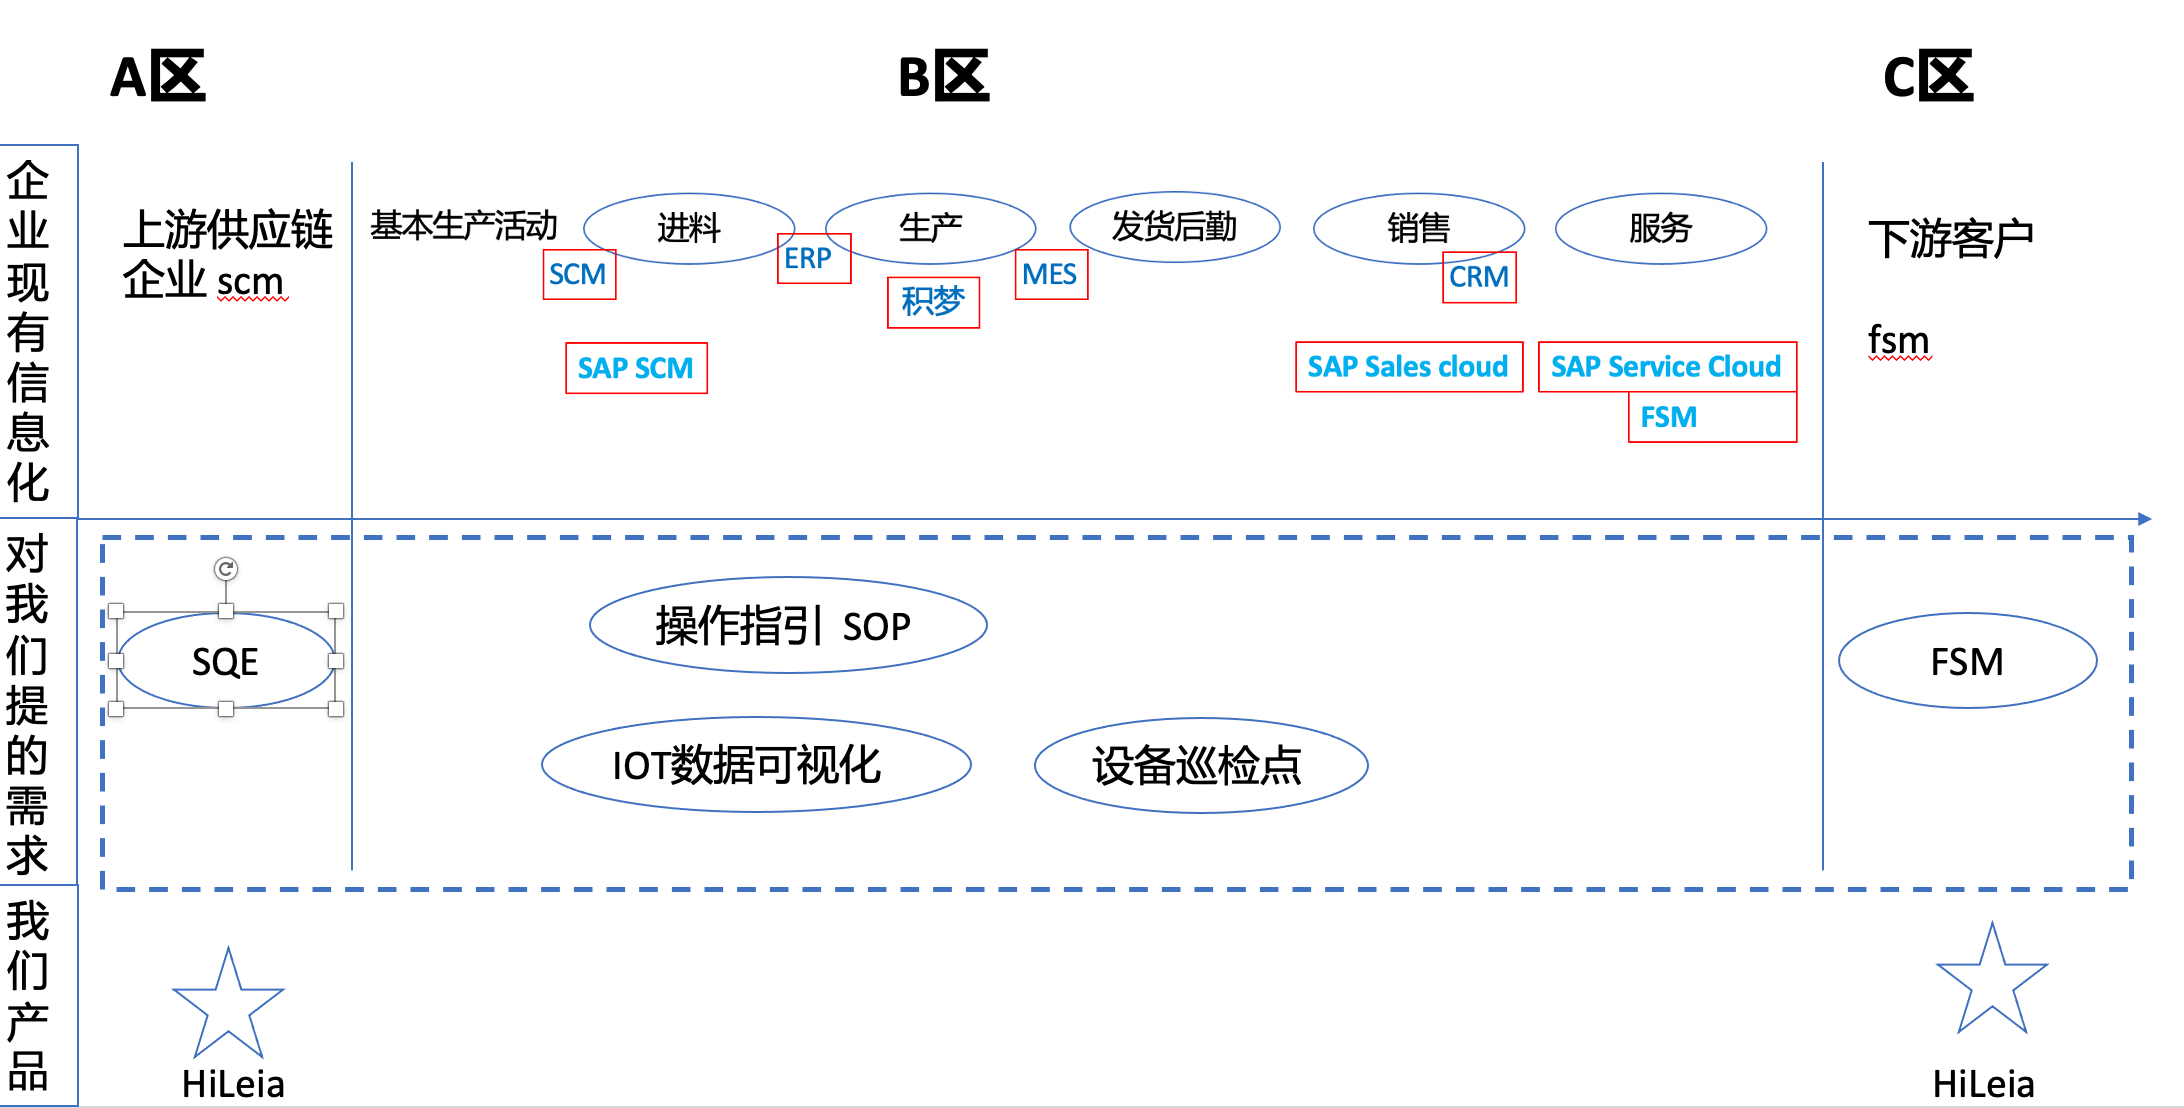 A区
B区
C区
企业现有信息化
上游供应链
企业 scm
基本生产活动
进料
生产
发货后勤
销售
服务
SCM
ERP
积梦
MES
CRM
SAP SCM
SAP Sales cloud
SAP Service Cloud
FSM
下游客户
fsm
对我们提的需求
SQE
操作指引 SOP
IOT数据可视化
设备巡检点
FSM
我们产品
HiLeia
HiLeia